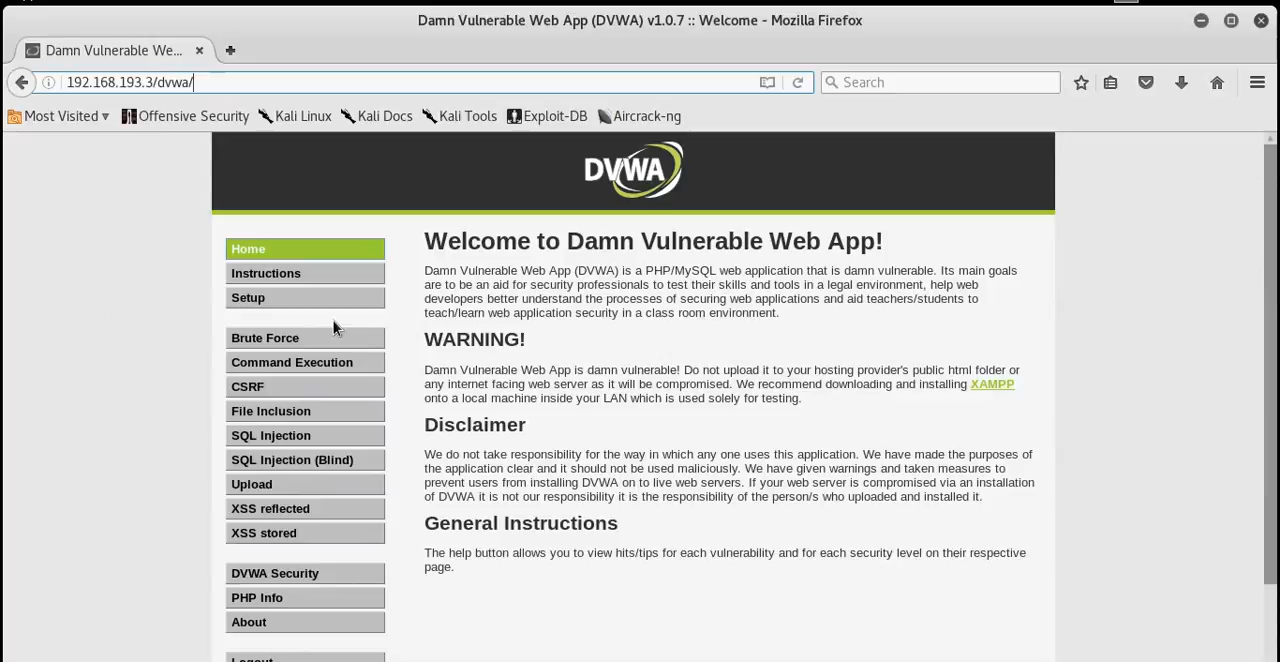 Damn Vulnerable Web App (DVWA) v1.0.7 :: Welcome - Mozilla Firefox
Damn Vulnerable We...
192.168.193.3/dvwa/
Search
Most Visited
Offensive Security
Kali Linux
Kali Docs
Kali Tools
Exploit-DB
Aircrack-ng
DVWA
Home
Instructions
Setup
Brute Force
Command Execution
CSRF
File Inclusion
SQL Injection
SQL Injection (Blind)
Upload
XSS reflected
XSS stored
DVWA Security
PHP Info
About
Logout
Welcome to Damn Vulnerable Web App!
Damn Vulnerable Web App (DVWA) is a PHP/MySQL web application that is damn vulnerable. Its main goals
are to be an aid for security professionals to test their skills and tools in a legal environment, help web
developers better understand the processes of securing web applications and aid teachers/students to
teach/learn web application security in a class room environment.
WARNING!
Damn Vulnerable Web App is damn vulnerable! Do not upload it to your hosting provider's public html folder or
any internet facing web server as it will be compromised. We recommend downloading and installing XAMPP
onto a local machine inside your LAN which is used solely for testing.
Disclaimer
We do not take responsibility for the way in which any one uses this application. We have made the purposes of
the application clear and it should not be used maliciously. We have given warnings and taken measures to
prevent users from installing DVWA on to live web servers. If your web server is compromised via an installation
of DVWA it is not our responsibility it is the responsibility of the person/s who uploaded and installed it.
General Instructions
The help button allows you to view hits/tips for each vulnerability and for each security level on their respective
page.